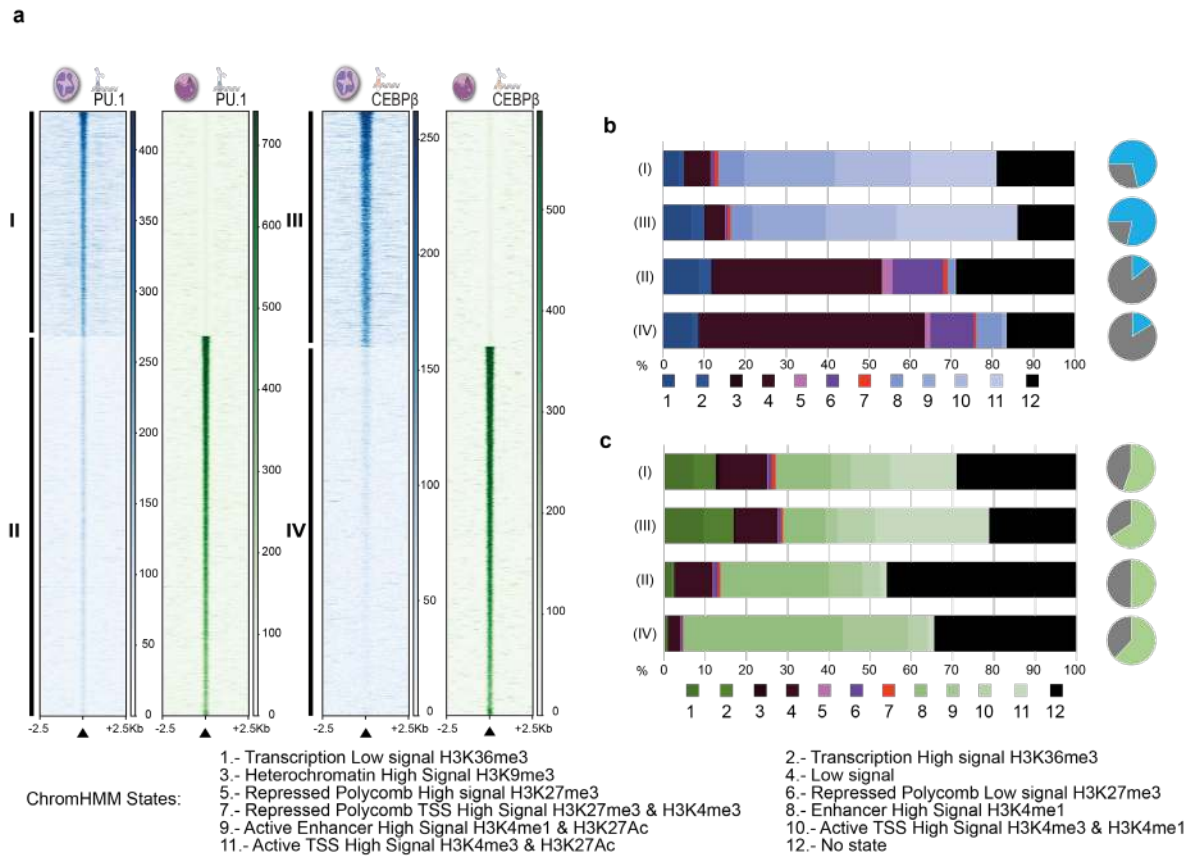 a
PU.1 PU.1 CEBPβ CEBPβ
I
II
III
IV
400
350
300
250
200
150
100
50
0
700
600
500
400
300
200
100
0
250
200
150
100
50
0
500
400
300
200
100
0
-2.5 +2.5Kb -2.5 +2.5Kb -2.5 +2.5Kb -2.5 +2.5Kb
b
(I)
(III)
(II)
(IV)
0 10 20 30 40 50 60 70 80 90 100
%
1 2 3 4 5 6 7 8 9 10 11 12
c
(I)
(III)
(II)
(IV)
0 10 20 30 40 50 60 70 80 90 100
%
1 2 3 4 5 6 7 8 9 10 11 12
ChromHMM States:
1.- Transcription Low signal H3K36me3
2.- Transcription High signal H3K36me3
3.- Heterochromatin High Signal H3K9me3
4.- Low signal
5.- Repressed Polycomb High signal H3K27me3
6.- Repressed Polycomb Low signal H3K27me3
7.- Repressed Polycomb TSS High Signal H3K27me3 & H3K4me3
8.- Enhancer High Signal H3K4me1
9.- Active Enhancer High Signal H3K4me1 & H3K27Ac
10.- Active TSS High Signal H3K4me3 & H3K4me1
11.- Active TSS High Signal H3K4me3 & H3K27Ac
12.- No state